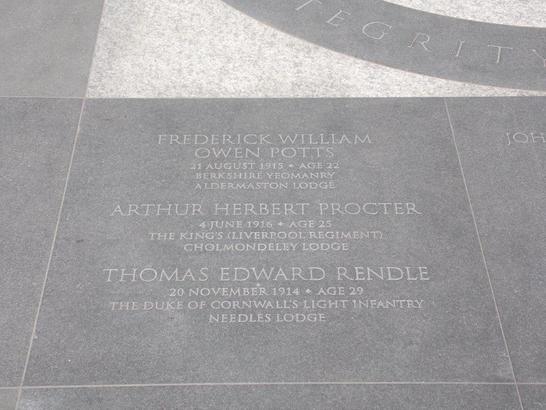 TEGRITY
JOH
FREDERICK WILLIAM
OWEN POTTS
21 AUGUST 1915 • AGE 22
BERKSHIRE YEOMANRY
ALDERMASTON LODGE
ARTHUR HERBERT PROCTER
4 JUNE 1916 • AGE 25
THE KING'S (LIVERPOOL REGIMENT)
CHOLMONDELEY LODGE
THOMAS EDWARD RENDLE
20 NOVEMBER 1914 • AGE 29
THE DUKE OF CORNWALL'S LIGHT INFANTRY
NEEDLES LODGE